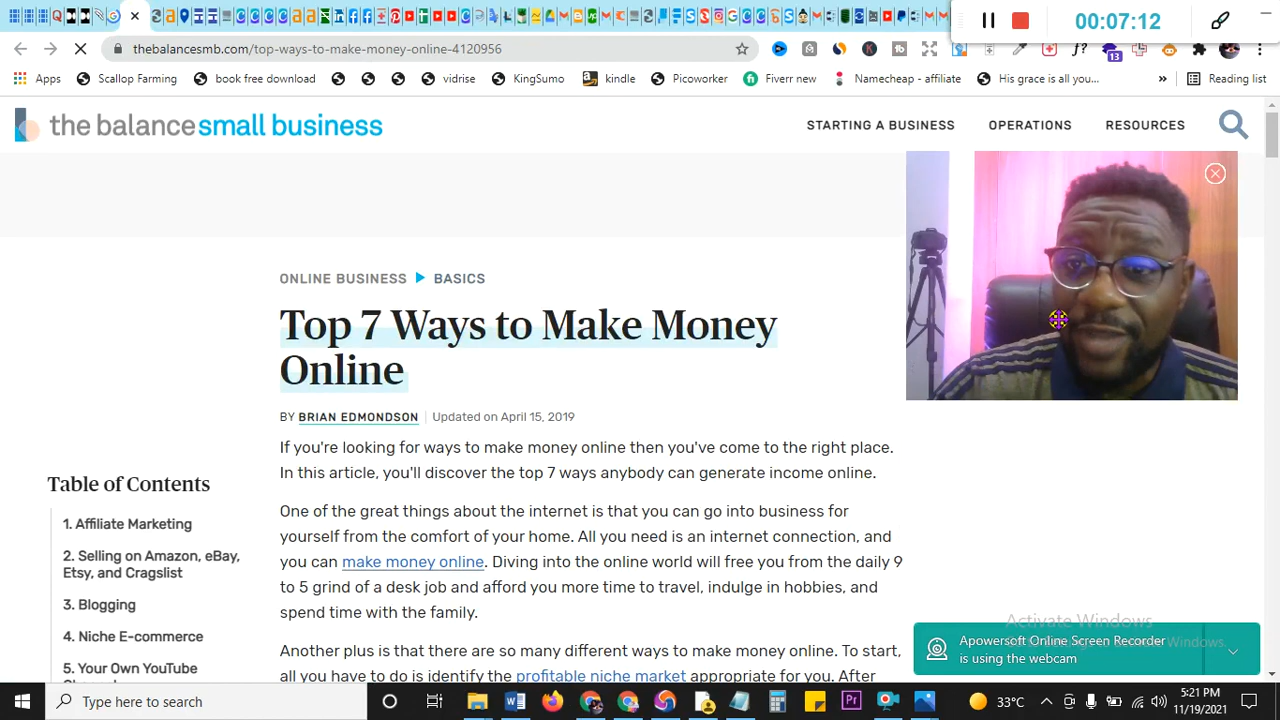 00:07:12
thebalancesmb.com/top-ways-to-make-money-online-4120956
13
Apps
Scallop Farming
book free download
vidrise
KingSumo
kindle
Picoworker
Fiverr new
Namecheap - affiliate
His grace is all you...
»
Reading list
the balance small business
STARTING A BUSINESS
OPERATIONS
RESOURCES
ONLINE BUSINESS
BASICS
Top 7 Ways to Make Money
Online
BY BRIAN EDMONDSON
Updated on April 15, 2019
If you're looking for ways to make money online then you've come to the right place.
In this article, you'll discover the top 7 ways anybody can generate income online.
One of the great things about the internet is that you can go into business for
yourself from the comfort of your home. All you need is an internet connection, and
you can make money online. Diving into the online world will free you from the daily 9
to 5 grind of a desk job and afford you more time to travel, indulge in hobbies, and
spend time with the family.
Another plus is that there are so many different ways to make money online. To start,
all you have to do is identify the profitable niche market appropriate for you. After
Table of Contents
1. Affiliate Marketing
2. Selling on Amazon, eBay,
Etsy, and Cragslist
3. Blogging
4. Niche E-commerce
5. Your Own YouTube
Activate Windows
Apowersoft Online Screen Recorder
is using the webcam
Windows.
Type here to search
33°C
5:21 PM
11/19/2021